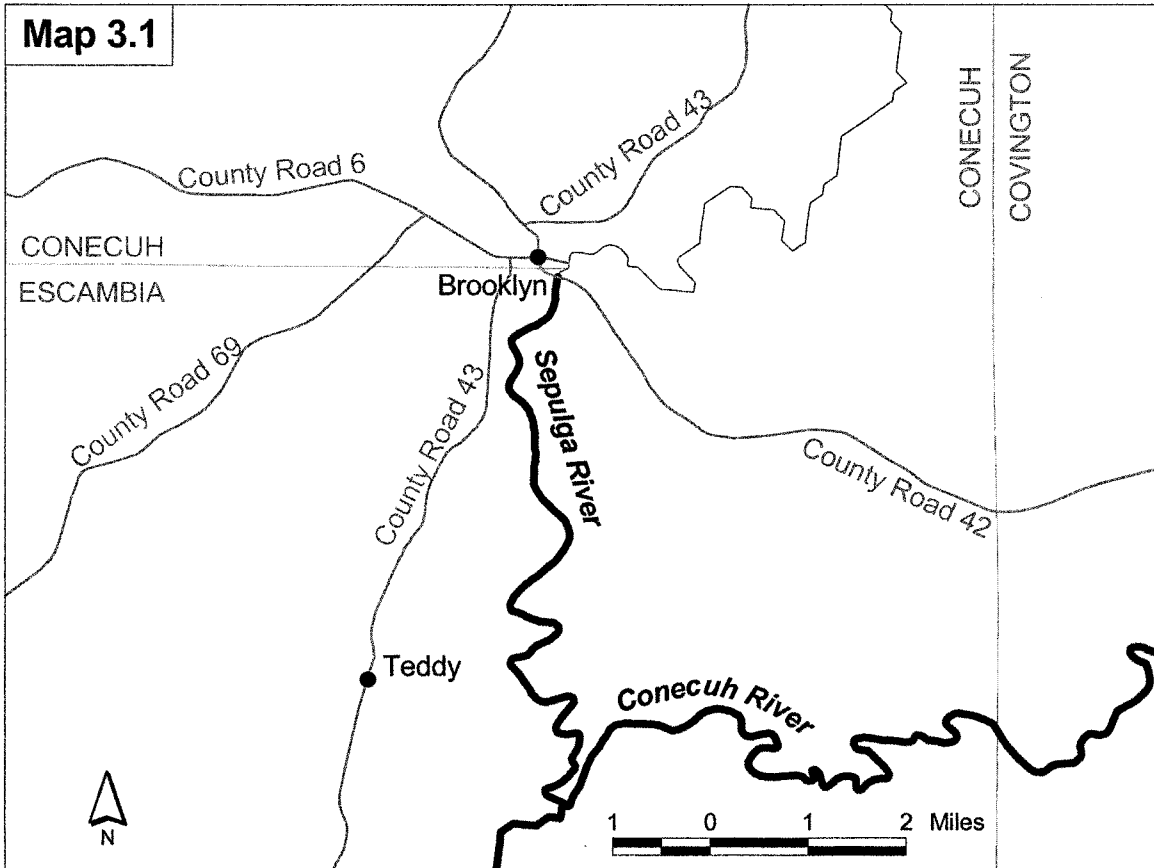 Map 3.1
CONECUH
COVINGTON
County Road 43
County Road 6
CONECUH
ESCAMBIA
Brooklyn
County Road 69
County Road 43
Sepulga River
County Road 42
Teddy
Conecuh River
N
1 0 1 2 Miles